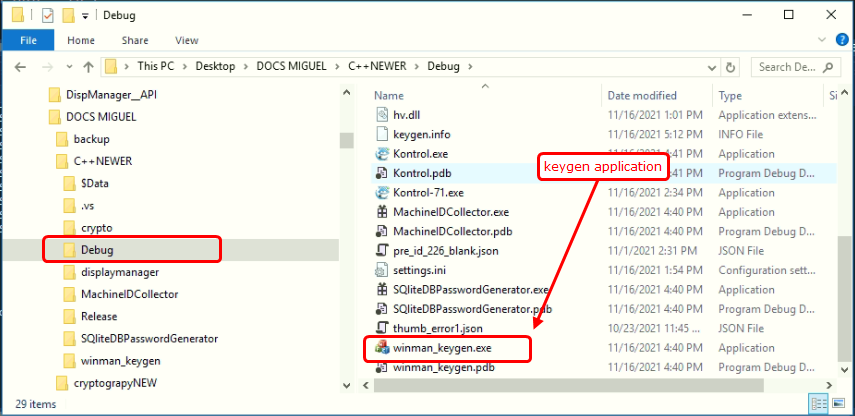 Debug
File Home Share View
This PC > Desktop > DOCS MIGUEL > C++NEWER > Debug >
Search De...
DispManager__API
DOCS MIGUEL
backup
C++NEWER
$Data
.vs
crypto
Debug
displaymanager
MachineIDCollector
Release
SQliteDBPasswordGenerator
winman_keygen
cryptograpyNEW
Name Date modified Type Si
hv.dll 11/16/2021 1:01 PM Application extens...
keygen.info 11/16/2021 5:12 PM INFO File
Kontrol.exe 4:41 PM Application
Kontrol.pdb 4:41 PM Program Debug D...
keygen application
Kontrol-71.exe 11/16/2021 2:34 PM Application
MachineIDCollector.exe 11/16/2021 4:40 PM Application
MachineIDCollector.pdb 11/16/2021 4:40 PM Program Debug D...
pre_id_226_blank.json 11/1/2021 2:31 PM JSON File
settings.ini 11/16/2021 1:54 PM Configuration sett...
SQliteDBPasswordGenerator.exe 11/16/2021 4:40 PM Application
SQliteDBPasswordGenerator.pdb 11/16/2021 4:40 PM Program Debug D...
thumb_error1.json 10/23/2021 11:45 ... JSON File
winman_keygen.exe 11/16/2021 4:40 PM Application
winman_keygen.pdb 11/16/2021 4:40 PM Program Debug D...
29 items